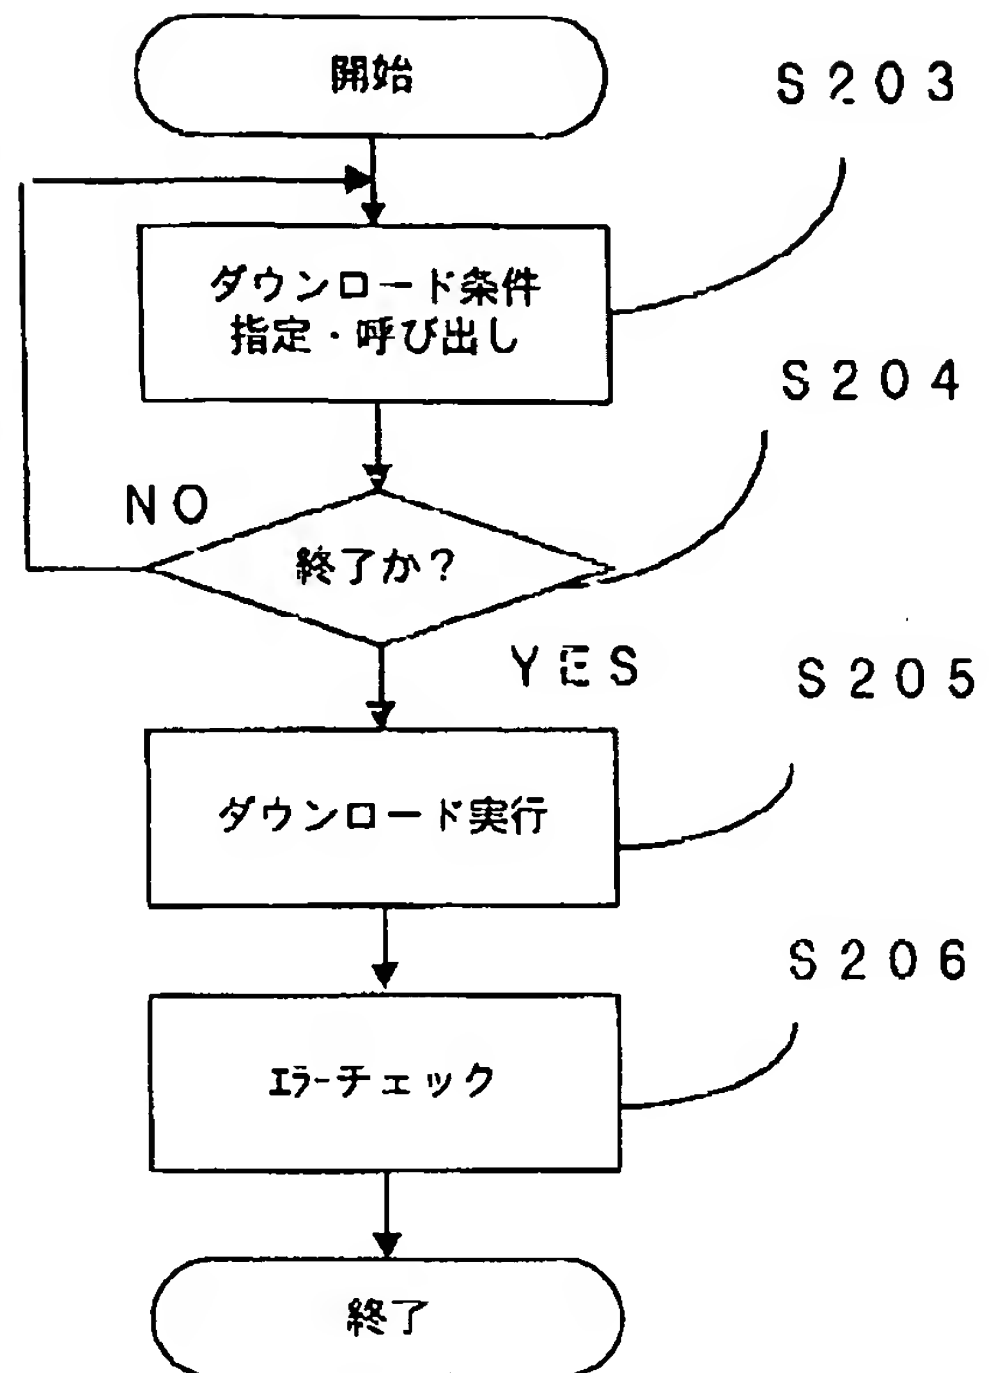 開始
S203
ダウンロード条件
指定・呼び出し
S204
NO
終了か?
YES
S205
ダウンロード実行
S206
ｴﾗｰチェック
終了